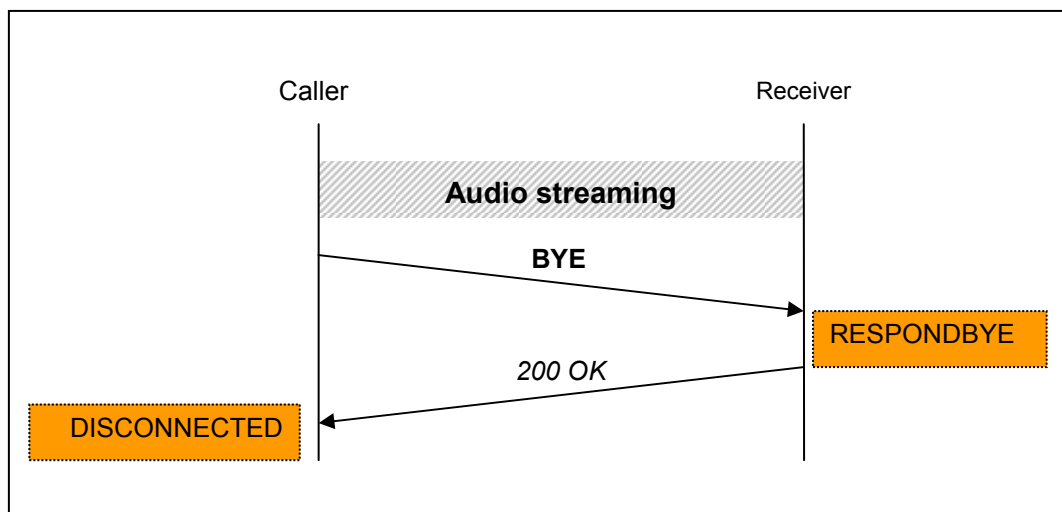 Caller
Receiver
Audio streaming
BYE
RESPONDBYE
200 OK
DISCONNECTED